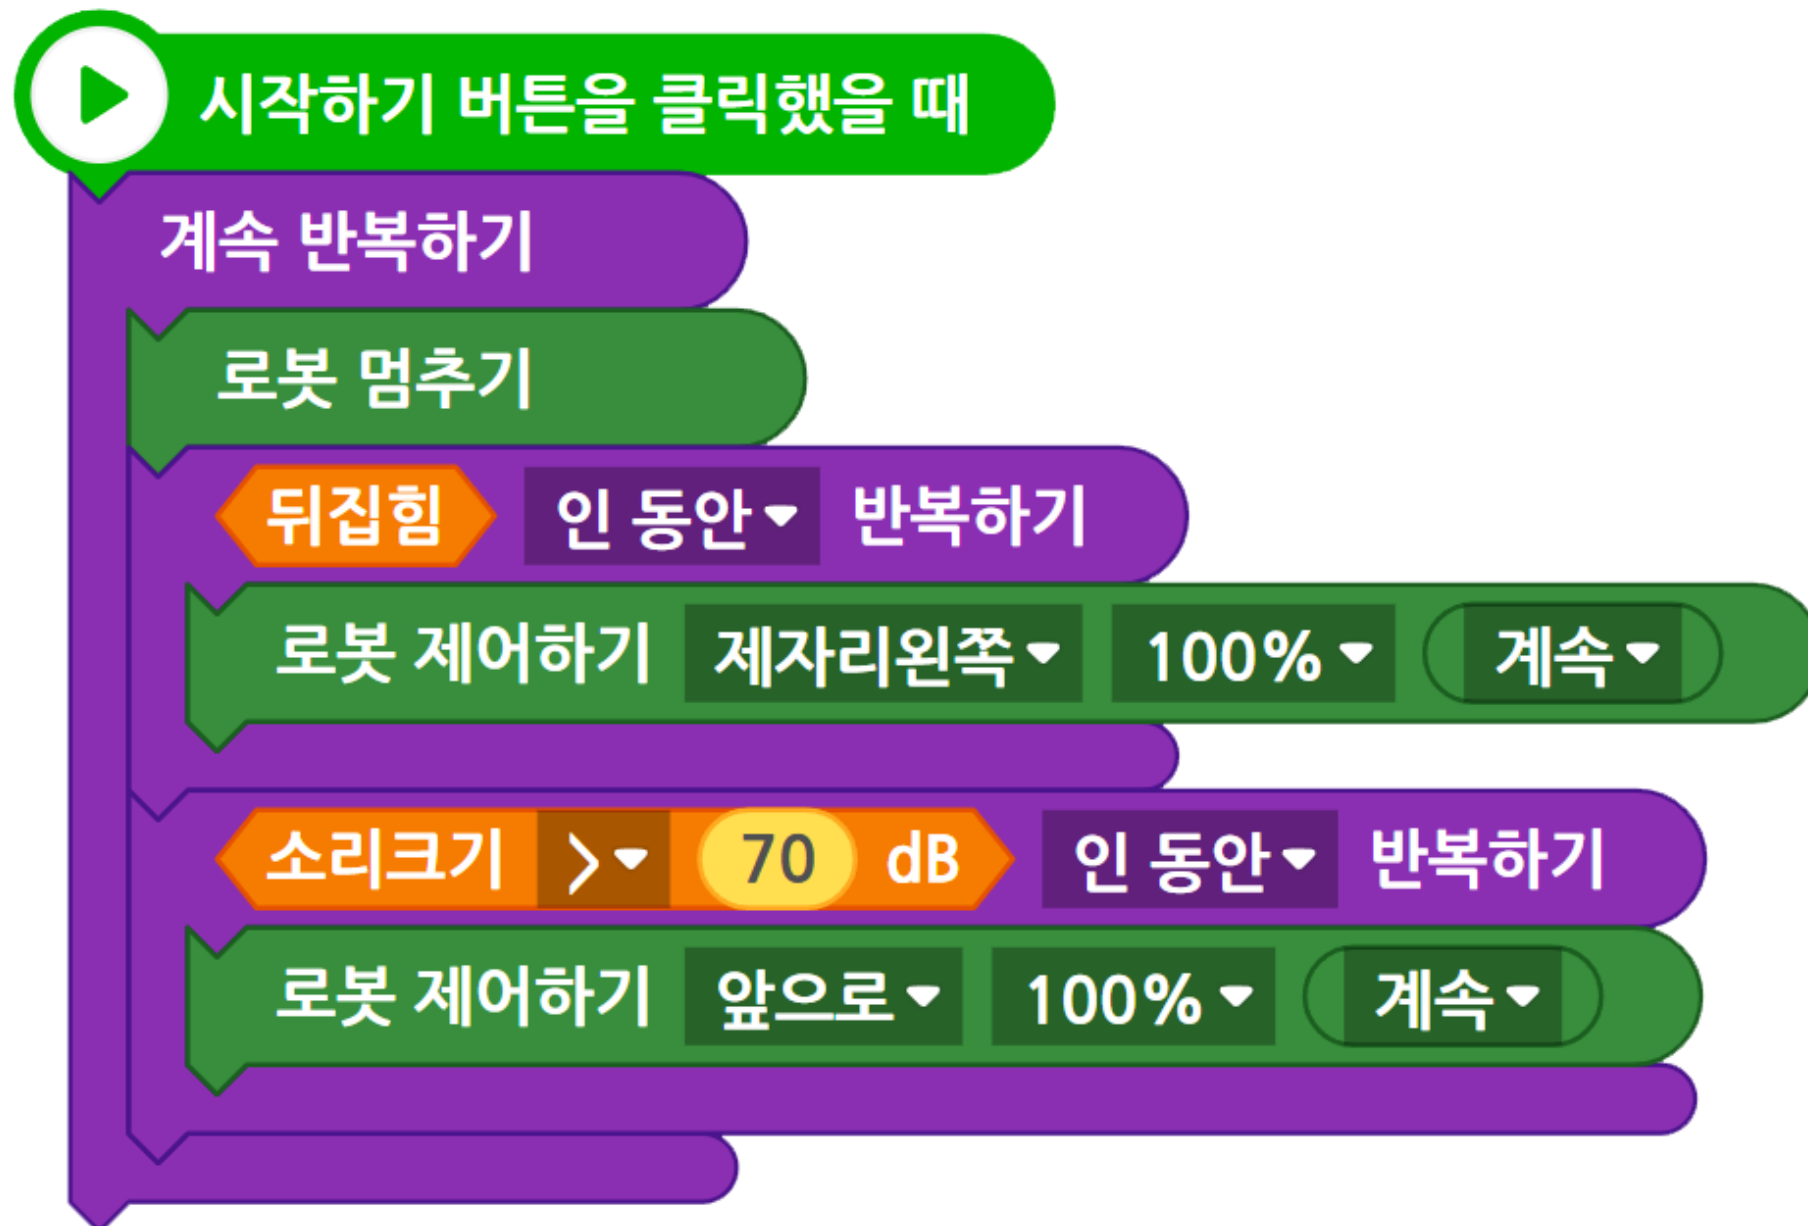 시작하기 버튼을 클릭했을 때
계속 반복하기
로봇 멈추기
뒤집힘 인 동안 반복하기
로봇 제어하기 제자리왼쪽 100% 계속
소리크기 > 70 dB 인 동안 반복하기
로봇 제어하기 앞으로 100% 계속